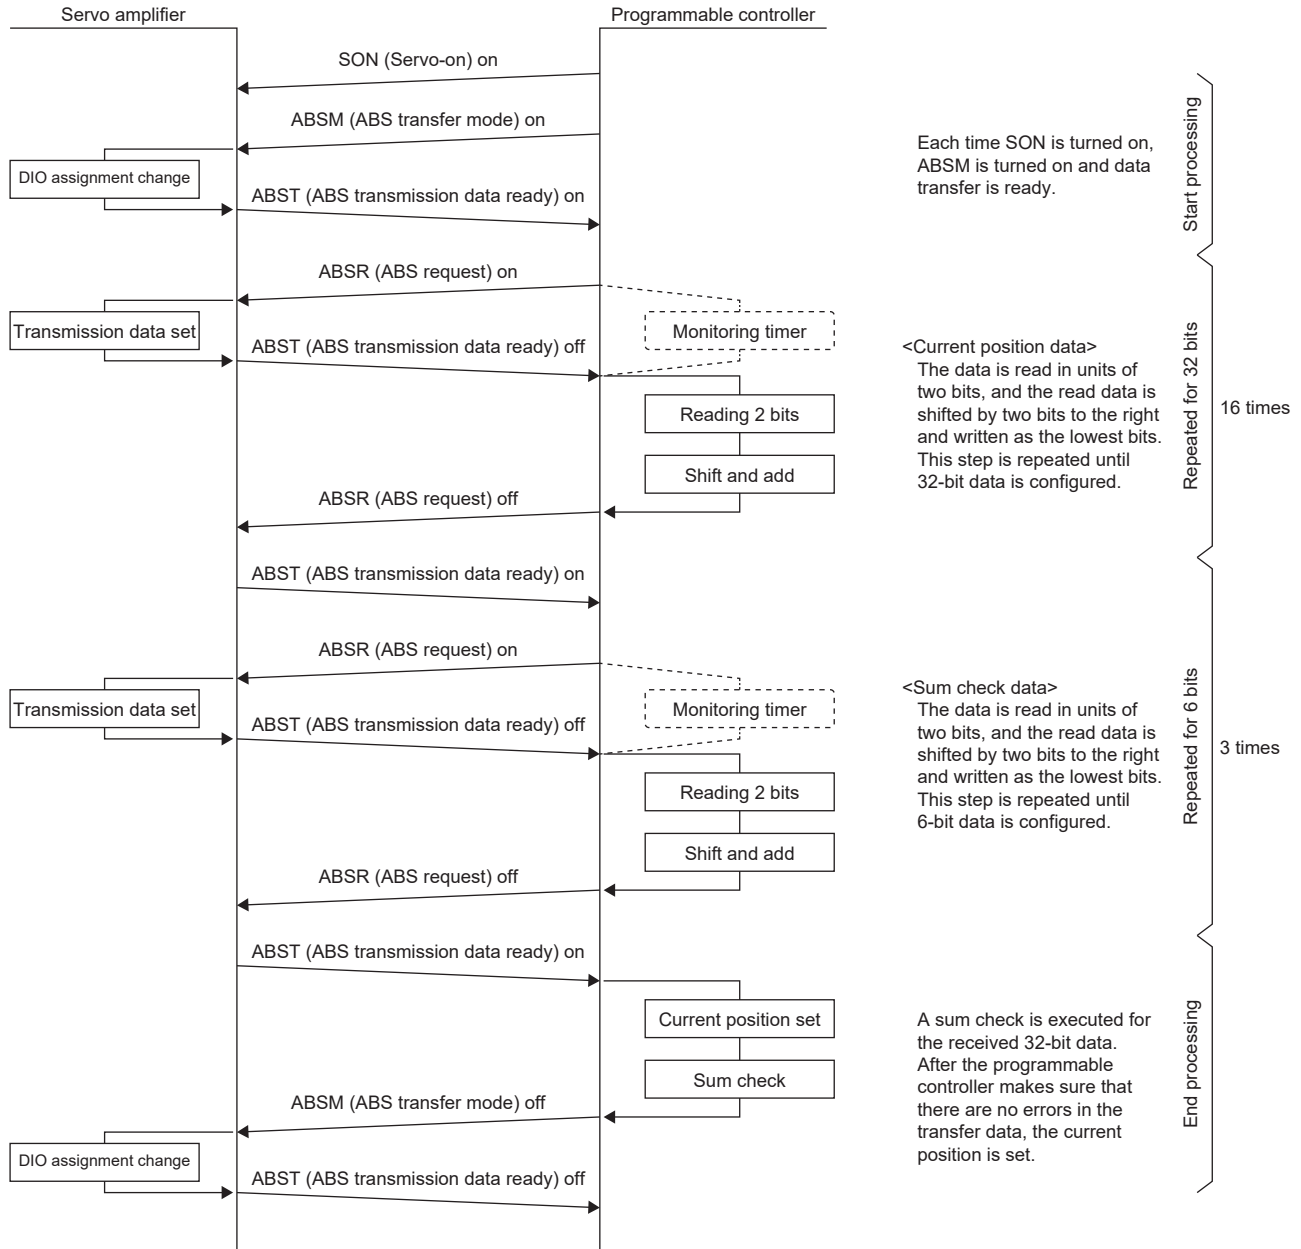 Servo amplifier
Programmable controller
SON (Servo-on) on
ABSM (ABS transfer mode) on
DIO assignment change
ABST (ABS transmission data ready) on
Each time SON is turned on,
ABSM is turned on and data
transfer is ready.
Start processing
ABSR (ABS request) on
Transmission data set
Monitoring timer
ABST (ABS transmission data ready) off
Reading 2 bits
Shift and add
ABSR (ABS request) off
<Current position data>
The data is read in units of
two bits, and the read data is
shifted by two bits to the right
and written as the lowest bits.
This step is repeated until
32-bit data is configured.
Repeated for 32 bits
16 times
ABST (ABS transmission data ready) on
ABSR (ABS request) on
Transmission data set
Monitoring timer
ABST (ABS transmission data ready) off
Reading 2 bits
Shift and add
ABSR (ABS request) off
<Sum check data>
The data is read in units of
two bits, and the read data is
shifted by two bits to the right
and written as the lowest bits.
This step is repeated until
6-bit data is configured.
Repeated for 6 bits
3 times
ABST (ABS transmission data ready) on
Current position set
Sum check
ABSM (ABS transfer mode) off
DIO assignment change
ABST (ABS transmission data ready) off
A sum check is executed for
the received 32-bit data.
After the programmable
controller makes sure that
there are no errors in the
transfer data, the current
position is set.
End processing